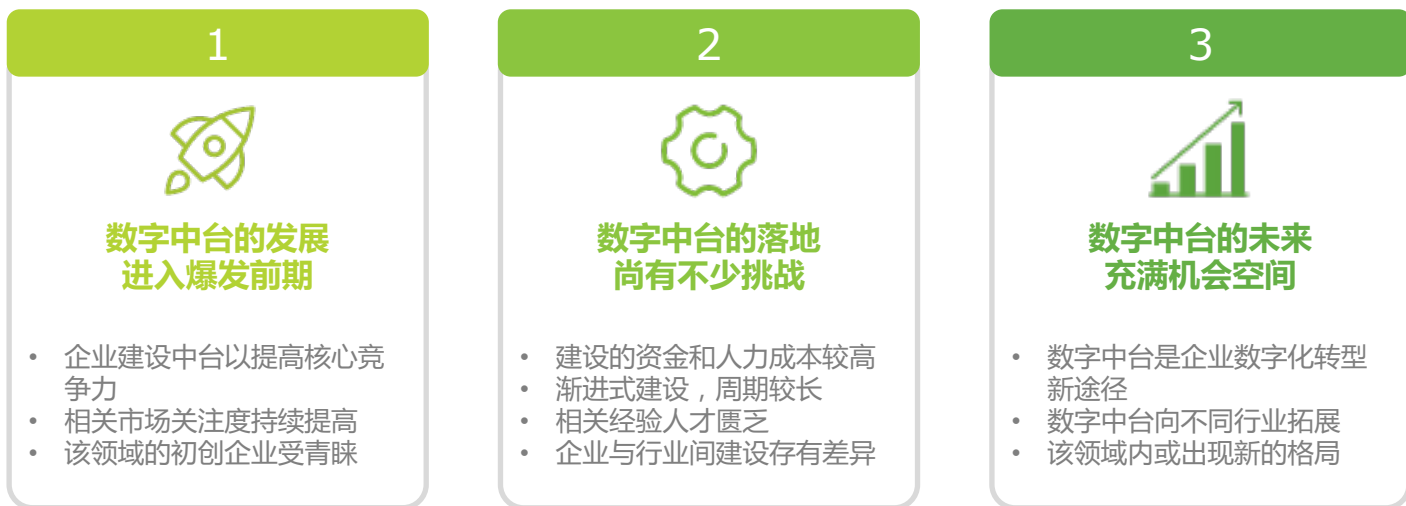 1
数字中台的发展
进入爆发前期
• 企业建设中台以提高核心竞
争力
• 相关市场关注度持续提高
• 该领域的初创企业受青睐
2
数字中台的落地
尚有不少挑战
• 建设的资金和人力成本较高
• 渐进式建设，周期较长
• 相关经验人才匮乏
• 企业与行业间建设存有差异
3
数字中台的未来
充满机会空间
• 数字中台是企业数字化转型
新途径
• 数字中台向不同行业拓展
• 该领域内或出现新的格局